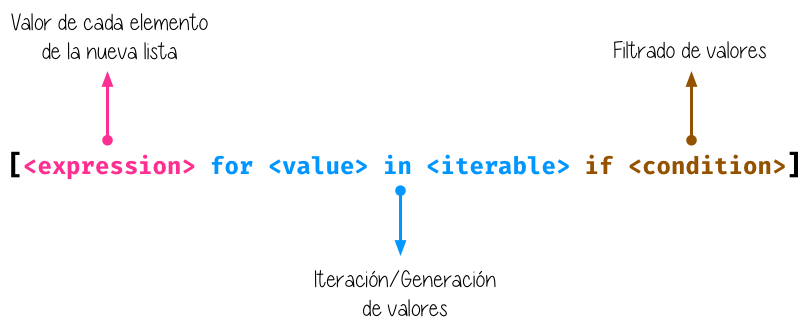 Valor de cada elemento
de la nueva lista
Filtrado de valores
[<expression> for <value> in <iterable> if <condition>]
Iteración/Generación
de valores